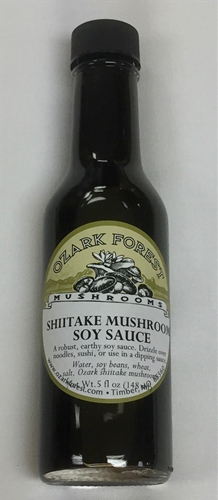 OZARK FOREST
MUSHROOMS
SHIITAKE MUSHROOM
SOY SAUCE
A robust, earthy soy sauce. Drizzle over
noodles, sushi, or use in a dipping sauce.
Water, soy beans, wheat,
salt, Ozark shiitake mushrooms
Net Wt. 5 fl oz (148
Timber,